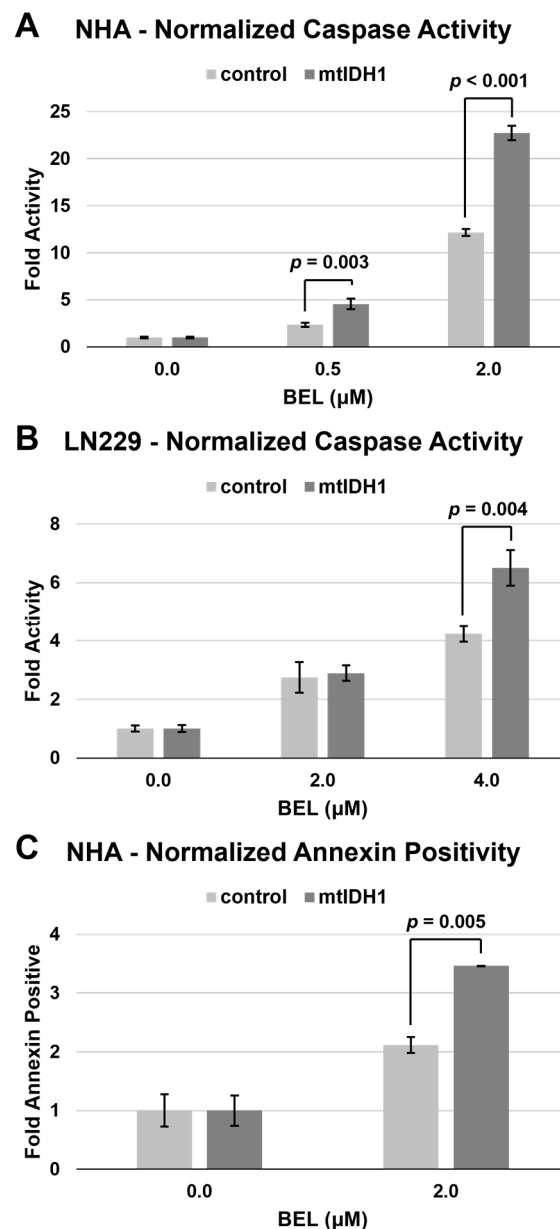 A NHA - Normalized Caspase Activity
control mtIDH1
p < 0.001
p = 0.003
Fold Activity
25
20
15
10
5
0
0.0 0.5 2.0
BEL (µM)
B LN229 - Normalized Caspase Activity
control mtIDH1
p = 0.004
Fold Activity
8
6
4
2
0
0.0 2.0 4.0
BEL (µM)
C NHA - Normalized Annexin Positivity
control mtIDH1
p = 0.005
Fold Annexin Positive
4
3
2
1
0
0.0 2.0
BEL (µM)